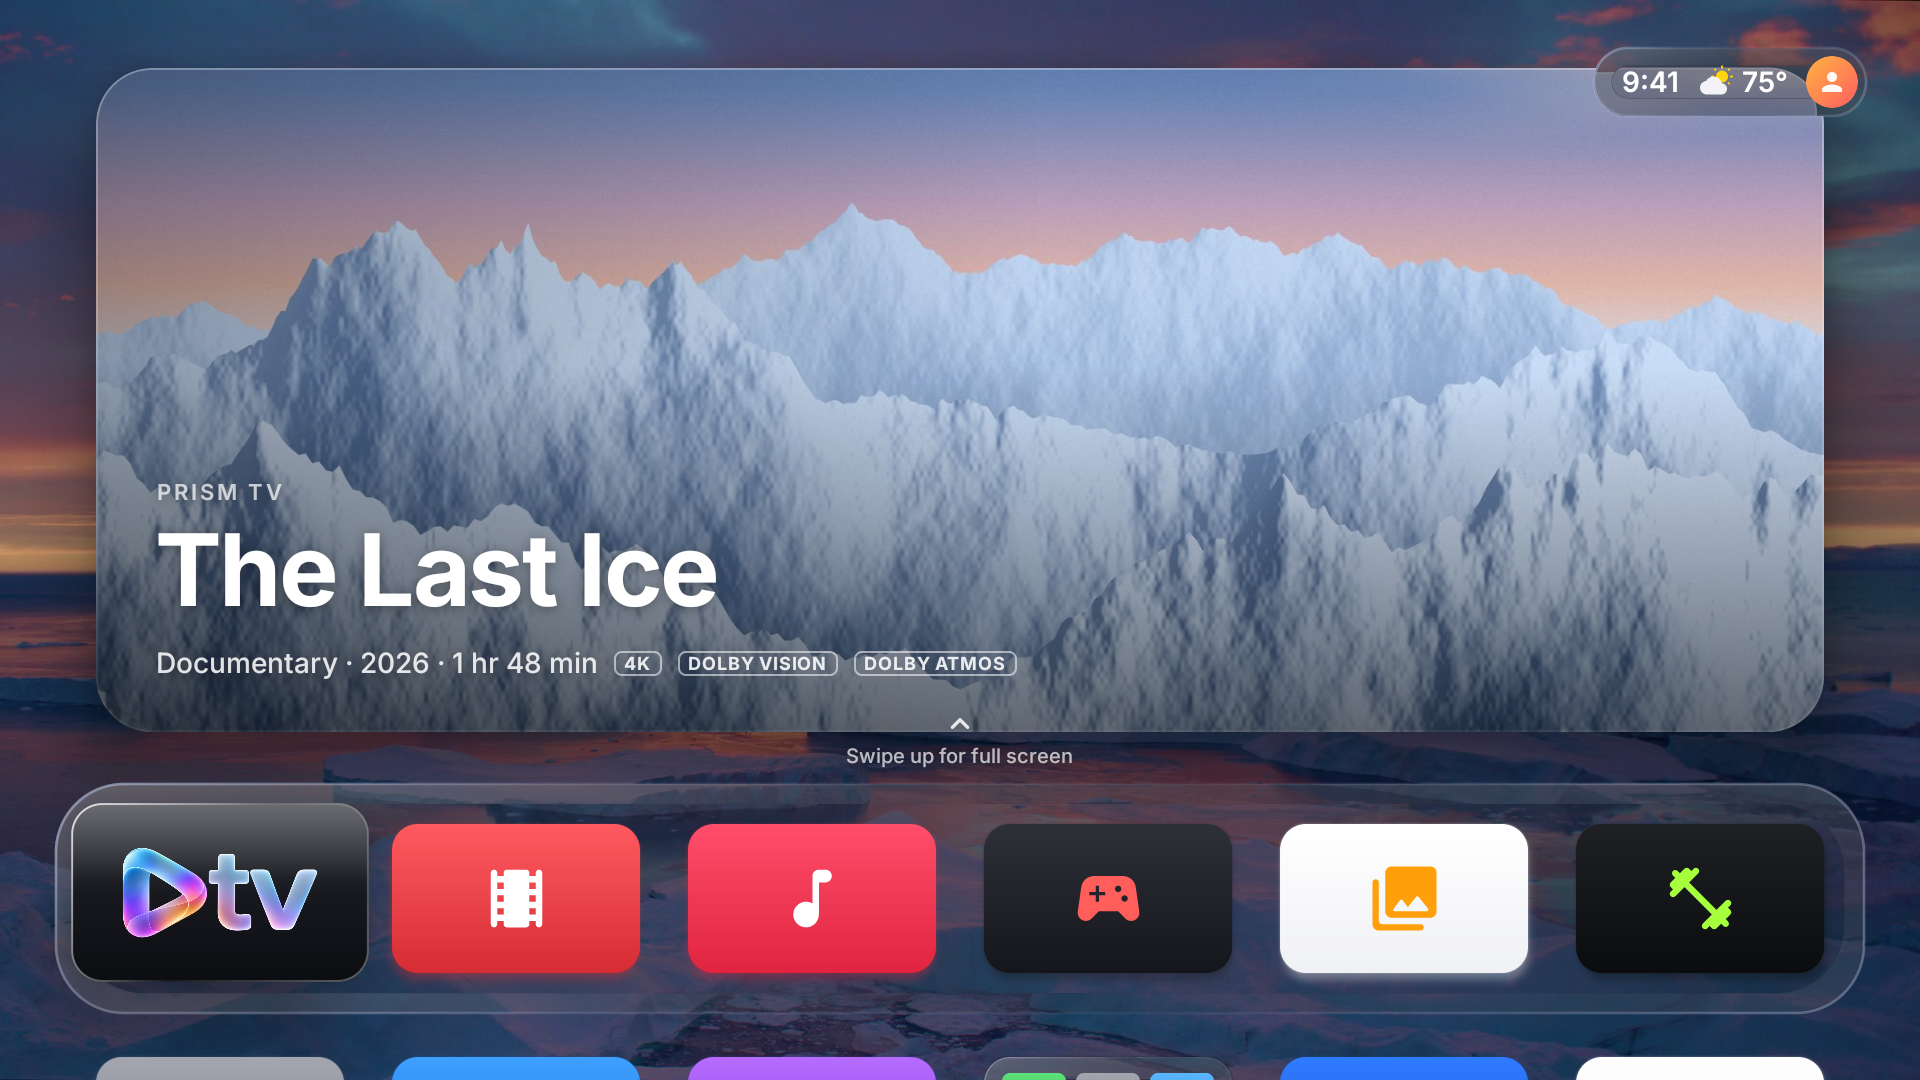 9:41 75°
PRISM TV
The Last Ice
Documentary · 2026 · 1 hr 48 min 4K DOLBY VISION DOLBY ATMOS
Swipe up for full screen
tv